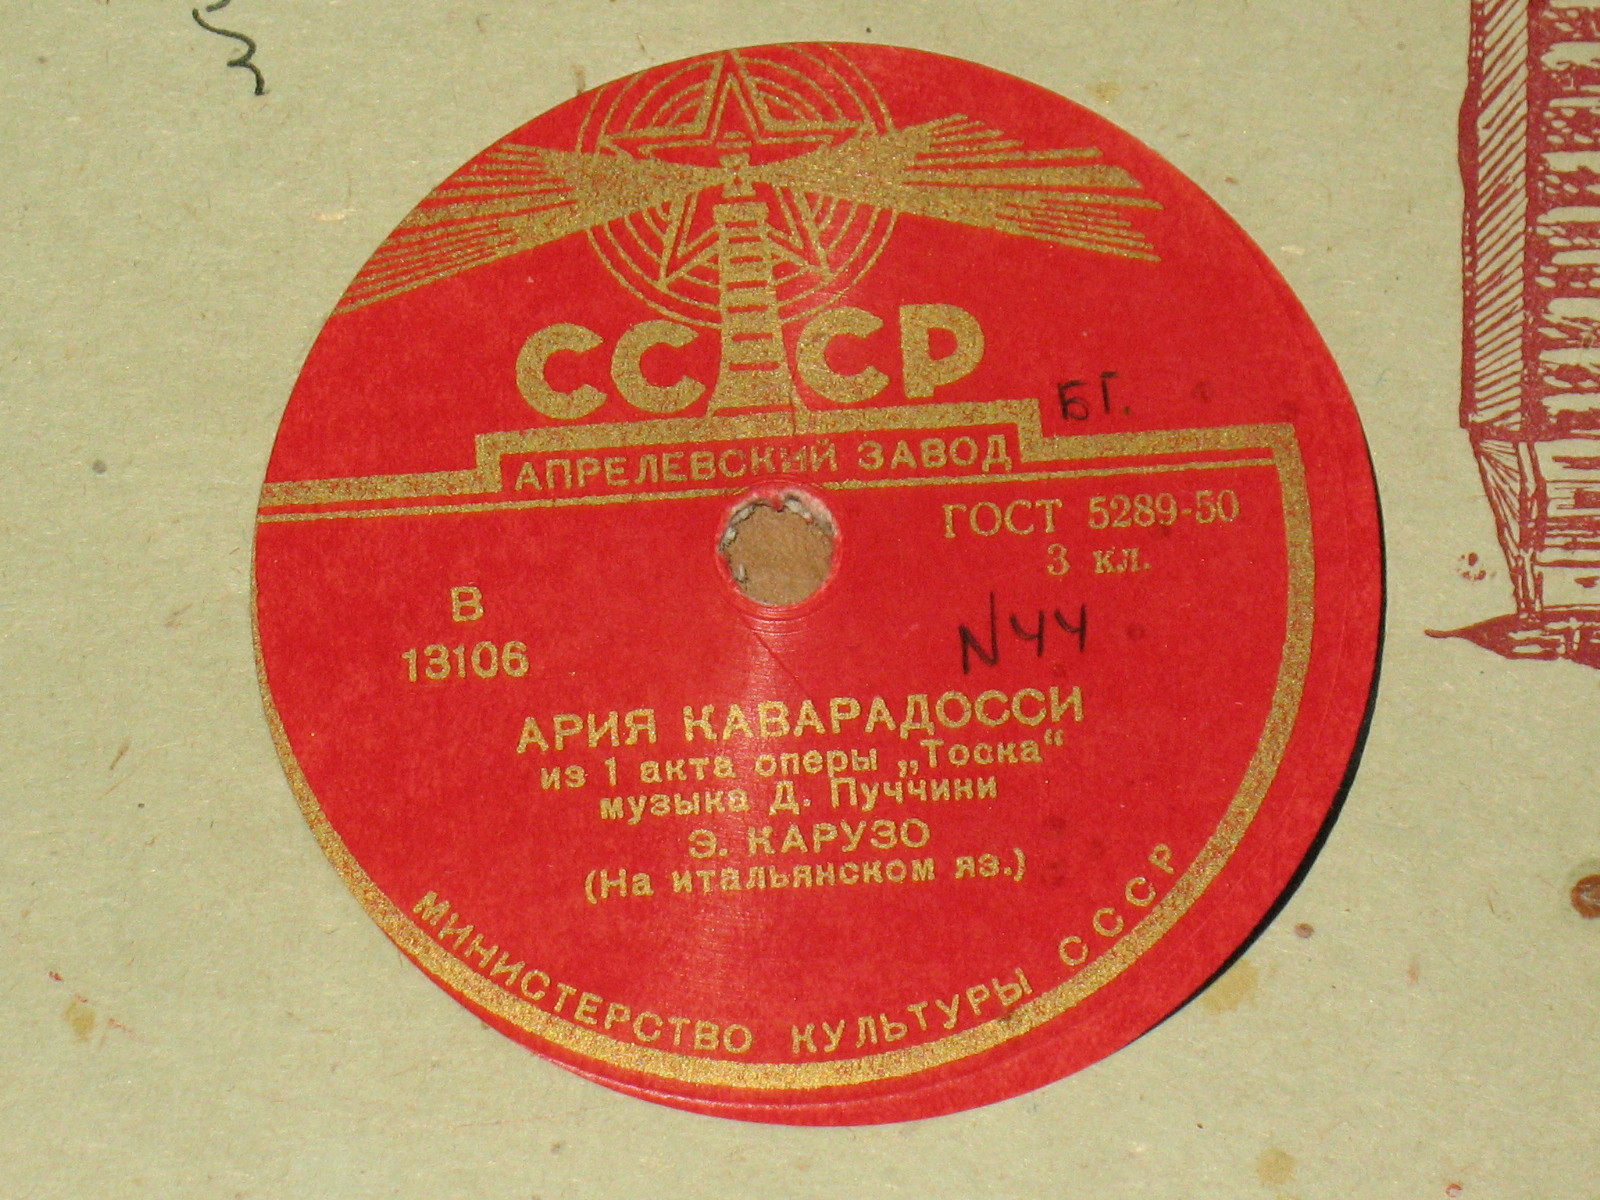 СССР
БГ.
АПРЕЛЕВСКИЙ ЗАВОД
ГОСТ 5289-50
3 кл.
В
13106
N44
АРИЯ КАВАРАДОССИ
из 1 акта оперы „Тоска“
музыка Д. Пуччини
Э. КАРУЗО
(На итальянском яз.)
МИНИСТЕРСТВО КУЛЬТУРЫ СССР